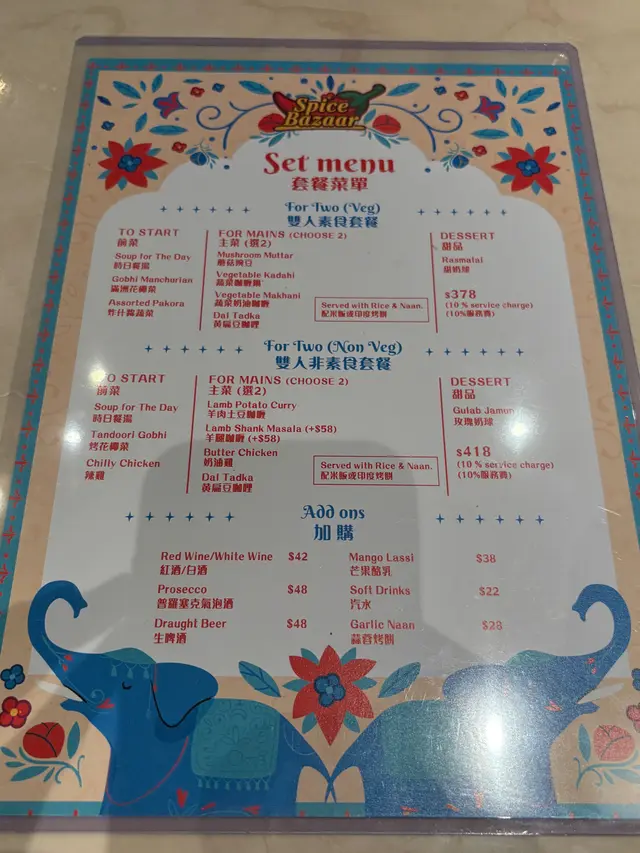 Spice
Bazaar
Set menu
套餐菜單
For Two (Veg)
雙人素食套餐
TO START
前菜
Soup for The Day
時日餐湯
Gobhi Manchurian
滿洲花椰菜
Assorted Pakora
炸什錦蔬菜
FOR MAINS (CHOOSE 2)
主菜 (選2)
Mushroom Muttar
蘑菇豌豆
Vegetable Kadahi
蔬菜咖喱鍋
Vegetable Makhani
蔬菜奶油咖喱
Dal Tadka
黃扁豆咖喱
Served with Rice & Naan.
配米飯或印度烤餅
DESSERT
甜品
Rasmalai
甜奶球
$378
(10 % service charge)
(10%服務費)
For Two (Non Veg)
雙人非素食套餐
TO START
前菜
Soup for The Day
時日餐湯
Tandoori Gobhi
烤花椰菜
Chilly Chicken
辣雞
FOR MAINS (CHOOSE 2)
主菜 (選2)
Lamb Potato Curry
羊肉土豆咖喱
Lamb Shank Masala (+$58)
羊腿咖喱 (+$58)
Butter Chicken
奶油雞
Dal Tadka
黃扁豆咖喱
Served with Rice & Naan.
配米飯或印度烤餅
DESSERT
甜品
Gulab Jamun
玫瑰奶球
$418
(10 % service charge)
(10%服務費)
Add ons
加購
Red Wine/White Wine $42
紅酒/白酒
Prosecco $48
普羅塞克氣泡酒
Draught Beer $48
生啤酒
Mango Lassi $38
芒果酪乳
Soft Drinks $22
汽水
Garlic Naan $28
蒜蓉烤餅